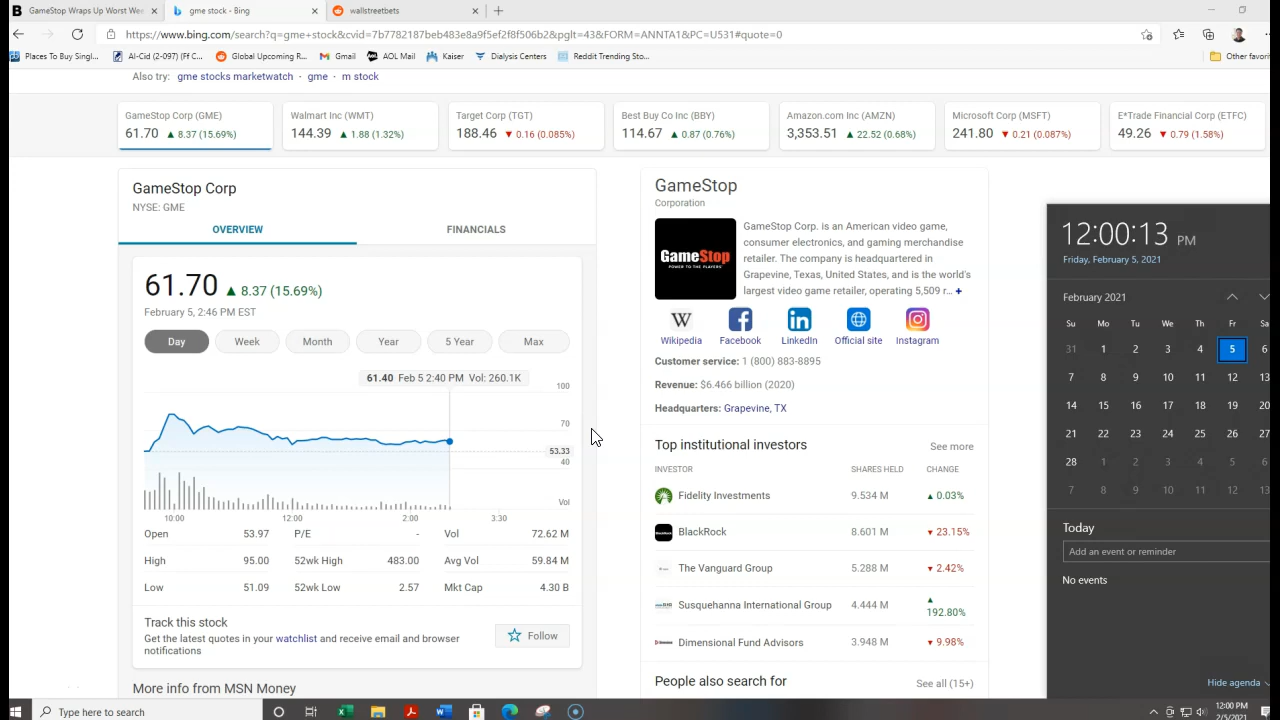 GameStop Wraps Up Worst Wee
gme stock - Bing
wallstreetbets
https://www.bing.com/search?q=gme+stock&cvid=7b7782187beb483e8a9f5ef2f8f506b2&pglt=43&FORM=ANNTA1&PC=U531#quote=0
Places To Buy Singl...
Al-Cid (2-097) (Ff C...
Global Upcoming R...
Gmail
AOL Mail
Kaiser
Dialysis Centers
Reddit Trending Sto...
Other favori
Also try: gme stocks marketwatch · gme · m stock
GameStop Corp (GME)
61.70 ▲ 8.37 (15.69%)
Walmart Inc (WMT)
144.39 ▲ 1.88 (1.32%)
Target Corp (TGT)
188.46 ▼ 0.16 (0.085%)
Best Buy Co Inc (BBY)
114.67 ▲ 0.87 (0.76%)
Amazon.com Inc (AMZN)
3,353.51 ▲ 22.52 (0.68%)
Microsoft Corp (MSFT)
241.80 ▼ 0.21 (0.087%)
E*Trade Financial Corp (ETFC)
49.26 ▼ 0.79 (1.58%)
GameStop Corp
NYSE: GME
OVERVIEW
FINANCIALS
61.70 ▲ 8.37 (15.69%)
February 5, 2:46 PM EST
Day
Week
Month
Year
5 Year
Max
61.40 Feb 5 2:40 PM Vol: 260.1K
100
70
53.33
40
Vol
10:00
12:00
2:00
3:30
Open 53.97 P/E - Vol 72.62 M
High 95.00 52wk High 483.00 Avg Vol 59.84 M
Low 51.09 52wk Low 2.57 Mkt Cap 4.30 B
Track this stock
Get the latest quotes in your watchlist and receive email and browser
notifications
Follow
More info from MSN Money
GameStop
Corporation
GameStop
POWER TO THE PLAYERS
GameStop Corp. is an American video game,
consumer electronics, and gaming merchandise
retailer. The company is headquartered in
Grapevine, Texas, United States, and is the world's
largest video game retailer, operating 5,509 r... +
W
Wikipedia
Facebook
LinkedIn
Official site
Instagram
Customer service: 1 (800) 883-8895
Revenue: $6.466 billion (2020)
Headquarters: Grapevine, TX
Top institutional investors
See more
INVESTOR SHARES HELD CHANGE
Fidelity Investments 9.534 M ▲ 0.03%
BlackRock 8.601 M ▼ 23.15%
The Vanguard Group 5.288 M ▼ 2.42%
Susquehanna International Group 4.444 M ▲ 192.80%
Dimensional Fund Advisors 3.948 M ▼ 9.98%
People also search for
See all (15+)
12:00:13 PM
Friday, February 5, 2021
February 2021
Su Mo Tu We Th Fr Sa
31 1 2 3 4 5 6
7 8 9 10 11 12 13
14 15 16 17 18 19 20
21 22 23 24 25 26 27
28 1 2 3 4 5 6
7 8 9 10 11 12 13
Today
Add an event or reminder
No events
Hide agenda
Type here to search
12:00 PM
2/5/2021